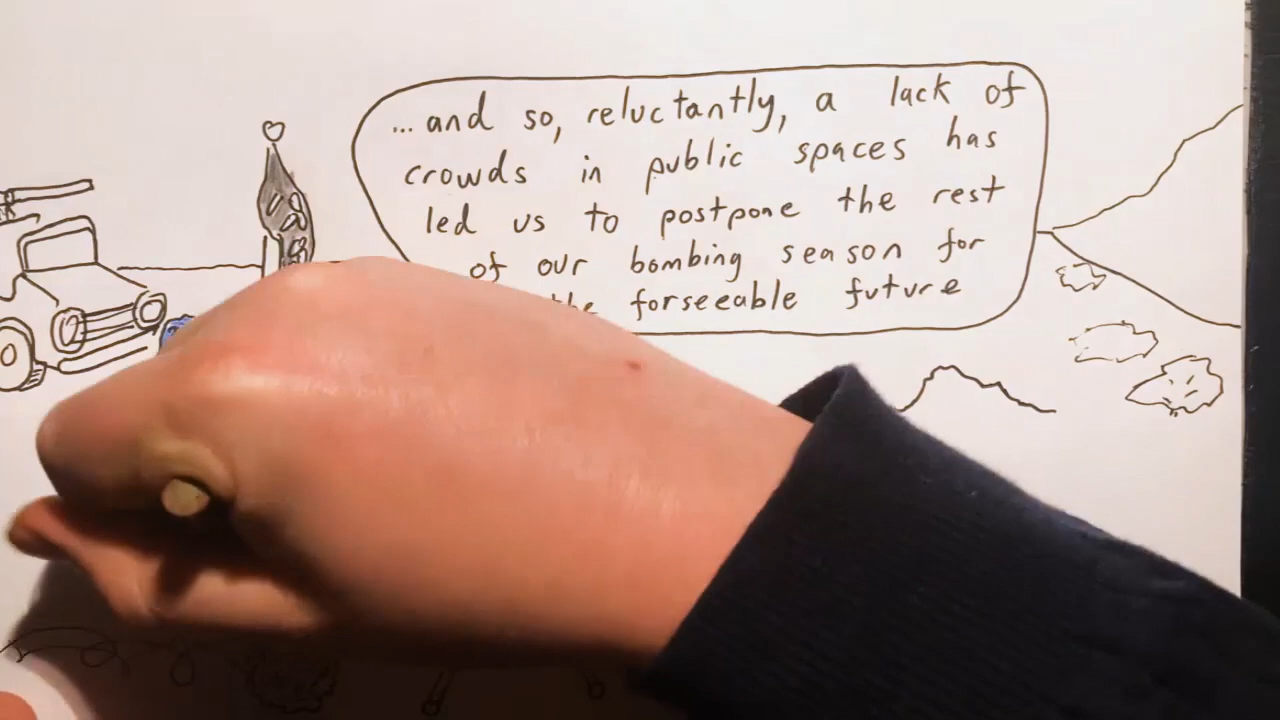 ... and so, reluctantly, a lack of
crowds in public spaces has
led us to postpone the rest
of our bombing season for
the forseeable future